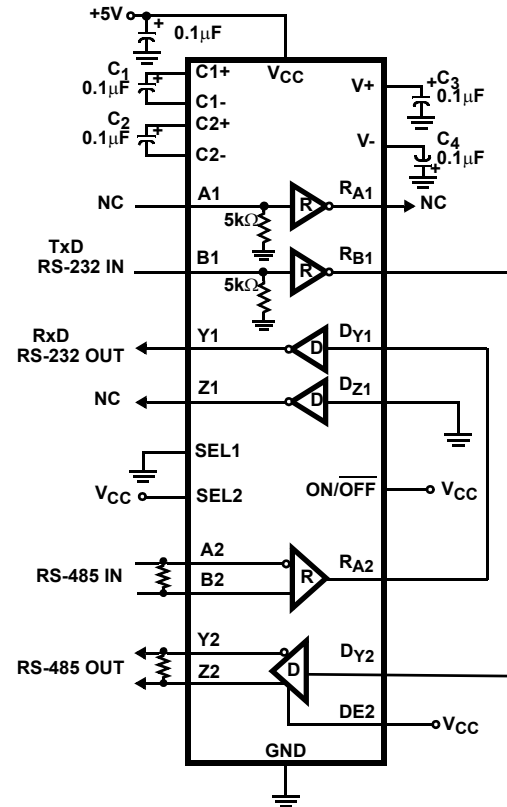 +5V
+
0.1μF
C1
0.1μF
+
C1+
VCC
V+
+
C3
0.1μF
C1-
C2
0.1μF
+
C2+
V-
C4
0.1μF
+
C2-
NC
A1
R
RA1
NC
5kΩ
TxD
RS-232 IN
B1
R
RB1
5kΩ
RxD
RS-232 OUT
Y1
D
DY1
NC
Z1
D
DZ1
SEL1
VCC
SEL2
ON/OFF
VCC
A2
RS-485 IN
B2
R
RA2
Y2
RS-485 OUT
Z2
D
DY2
DE2
VCC
GND